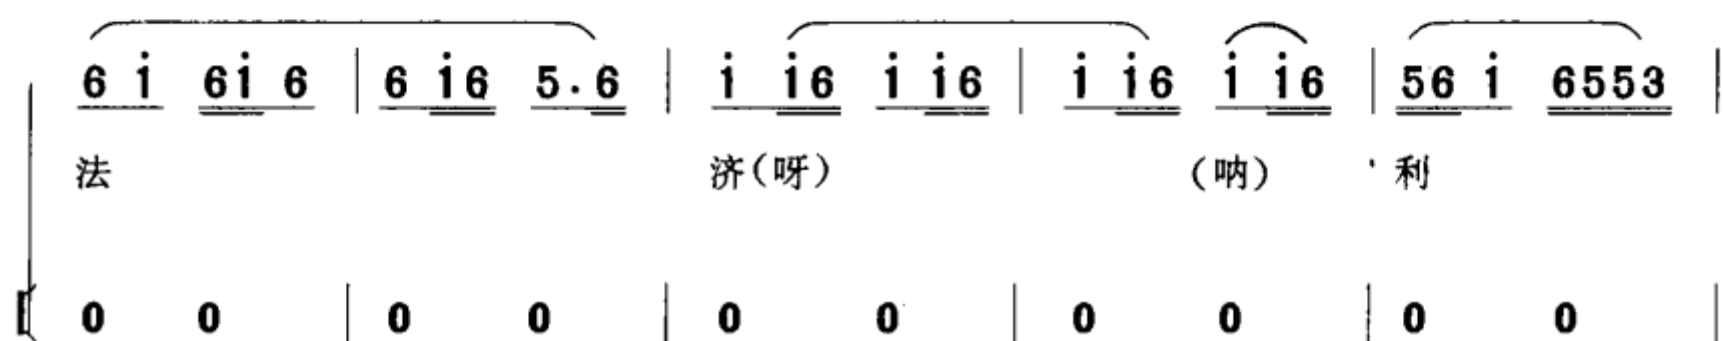 6 i 6i 6 | 6 i6 5.6 | i i6 i i6 | i i6 i i6 | 56 i 6553 |
法 济(呀) (呐) 利
0 0 | 0 0 | 0 0 | 0 0 | 0 0 |